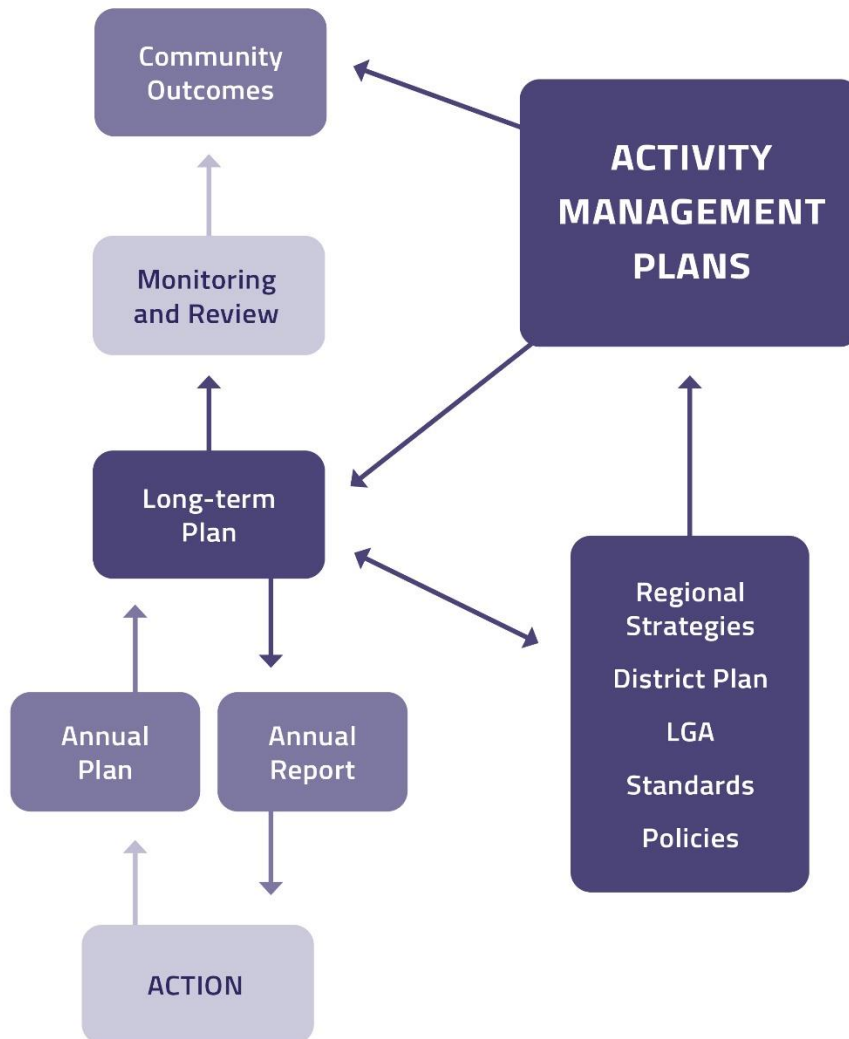 Community
Outcomes
ACTIVITY
MANAGEMENT
PLANS
Monitoring
and Review
Long-term
Plan
Regional
Strategies
District Plan
LGA
Standards
Policies
Annual
Plan
Annual
Report
ACTION